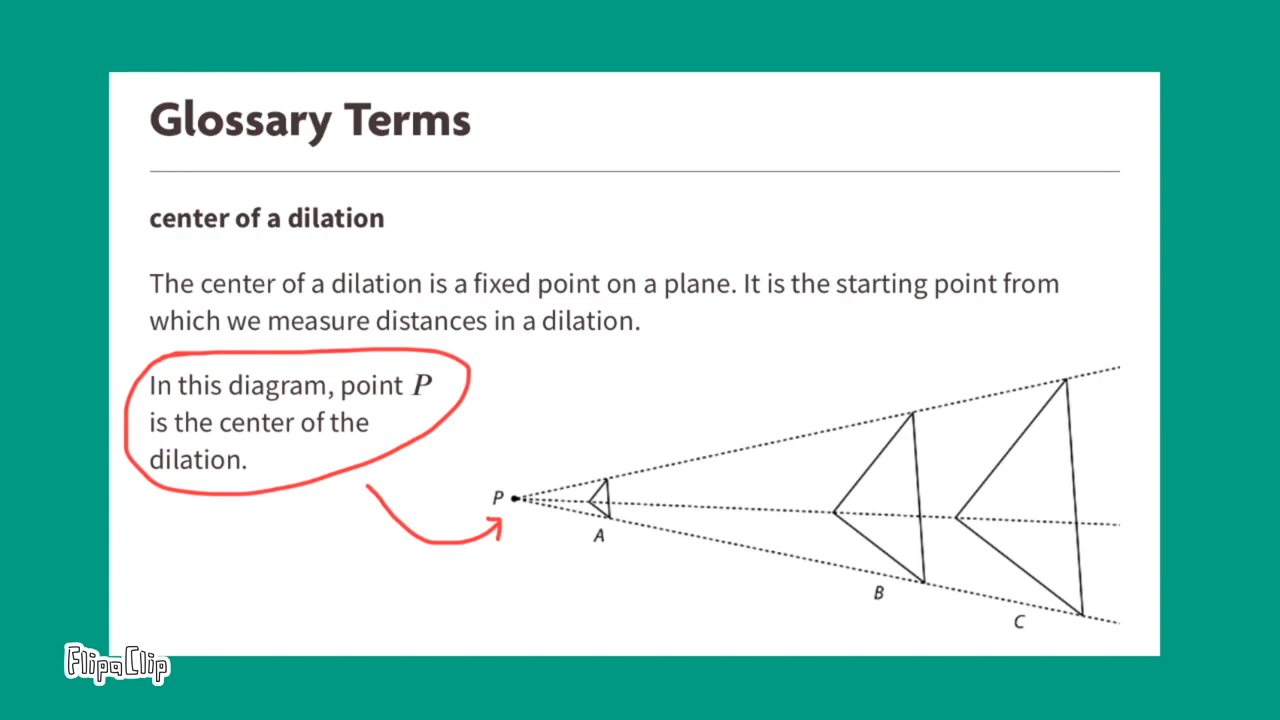 Glossary Terms
center of a dilation
The center of a dilation is a fixed point on a plane. It is the starting point from
which we measure distances in a dilation.
In this diagram, point P
is the center of the
dilation.
P
A
B
C
FlipaClip